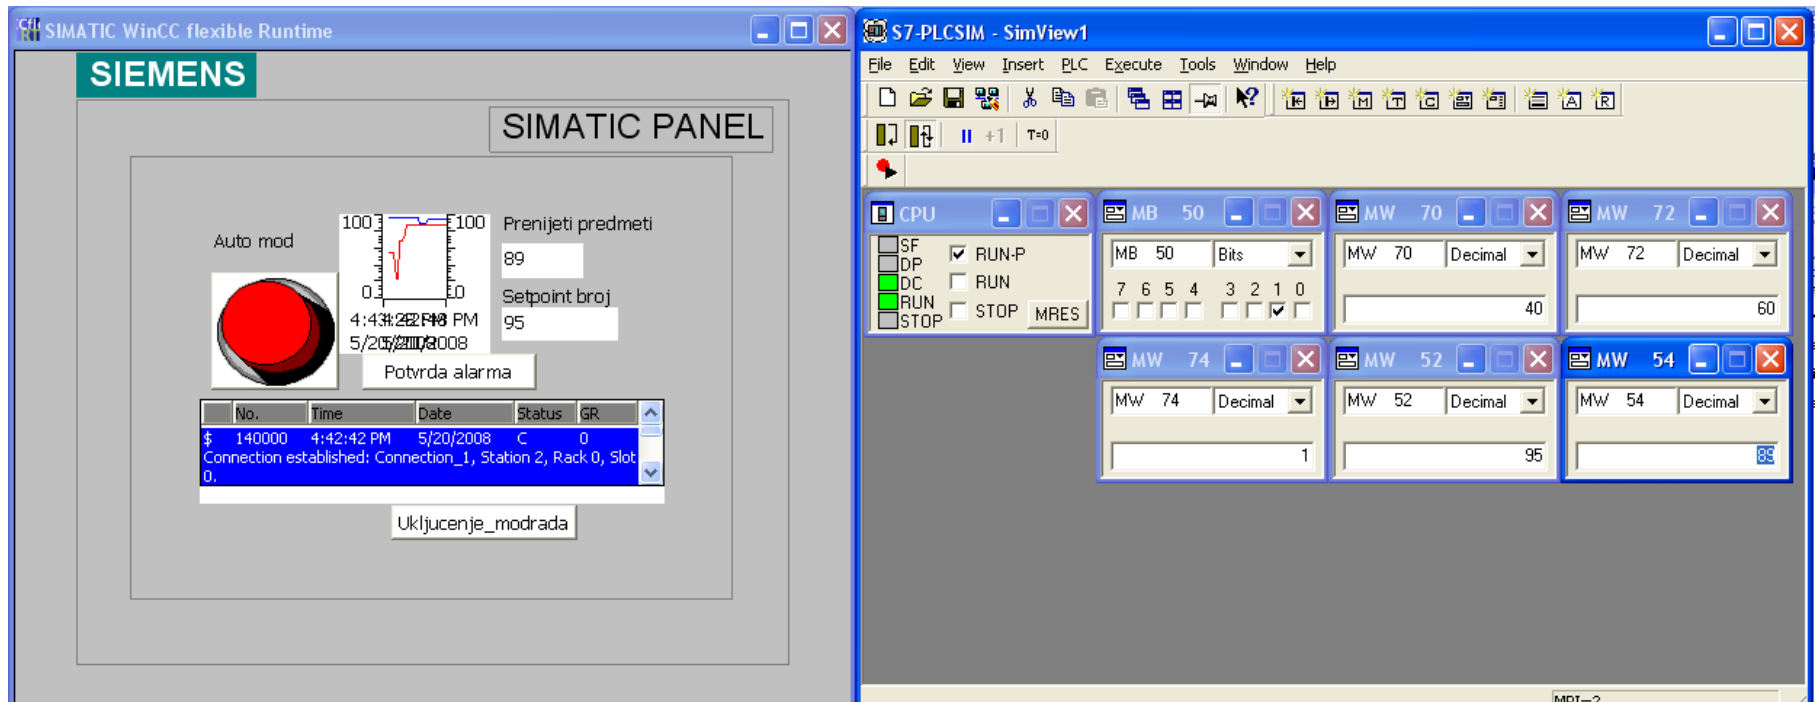 SIMATIC WinCC flexible Runtime
SIEMENS
SIMATIC PANEL
Auto mod
100 100
0 0
5/20/2008
Prenijeti predmeti
89
Setpoint broj
95
Potvrda alarma
No. Time Date Status GR
$ 140000 4:42:42 PM 5/20/2008 C 0
Connection established: Connection_1, Station 2, Rack 0, Slot
0.
Ukljucenje_modrada
S7-PLCSIM - SimView1
File Edit View Insert PLC Execute Tools Window Help
+1 T=0
CPU
SF
DP
DC
RUN
STOP
RUN-P
RUN
STOP MRES
MB 50
MB 50 Bits
7 6 5 4 3 2 1 0
MW 70
MW 70 Decimal
40
MW 72
MW 72 Decimal
60
MW 74
MW 74 Decimal
1
MW 52
MW 52 Decimal
95
MW 54
MW 54 Decimal
89